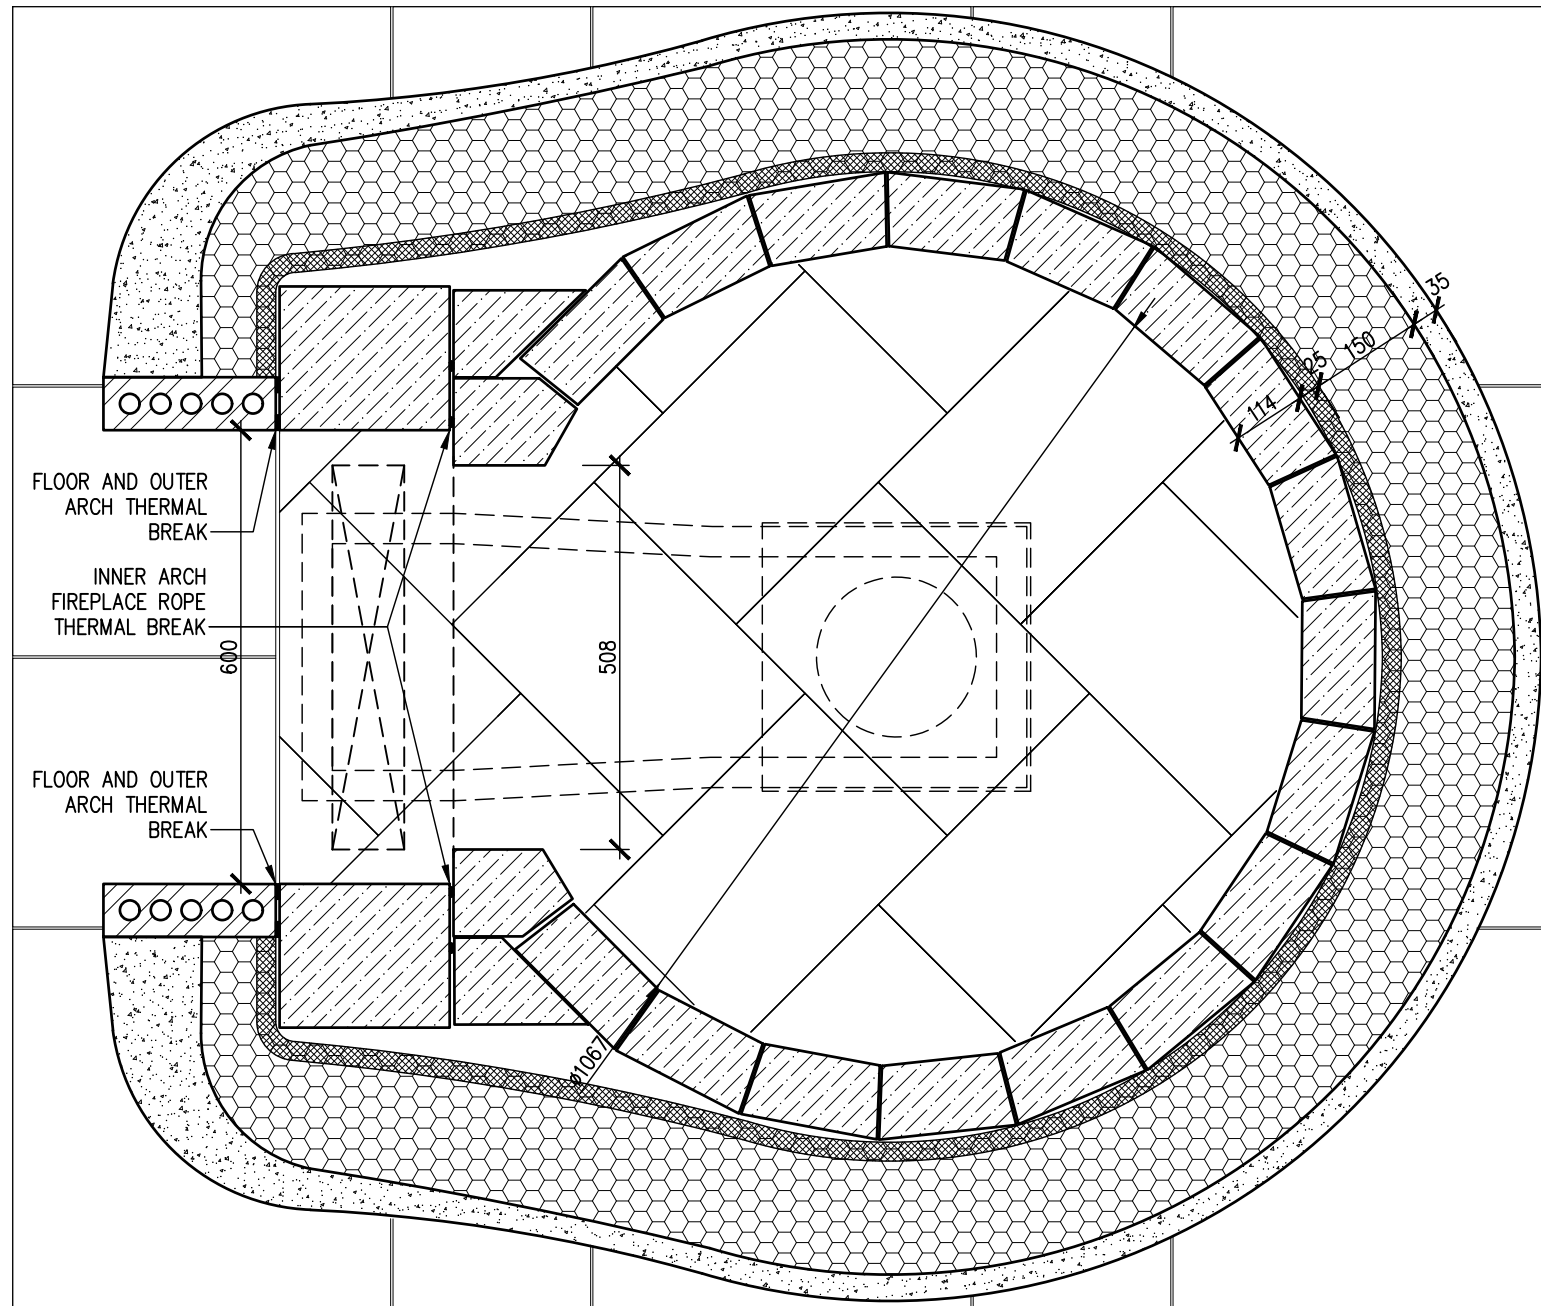 35
150
25
114
FLOOR AND OUTER
ARCH THERMAL
BREAK
INNER ARCH
FIREPLACE ROPE
THERMAL BREAK
600
508
FLOOR AND OUTER
ARCH THERMAL
BREAK
ø1067